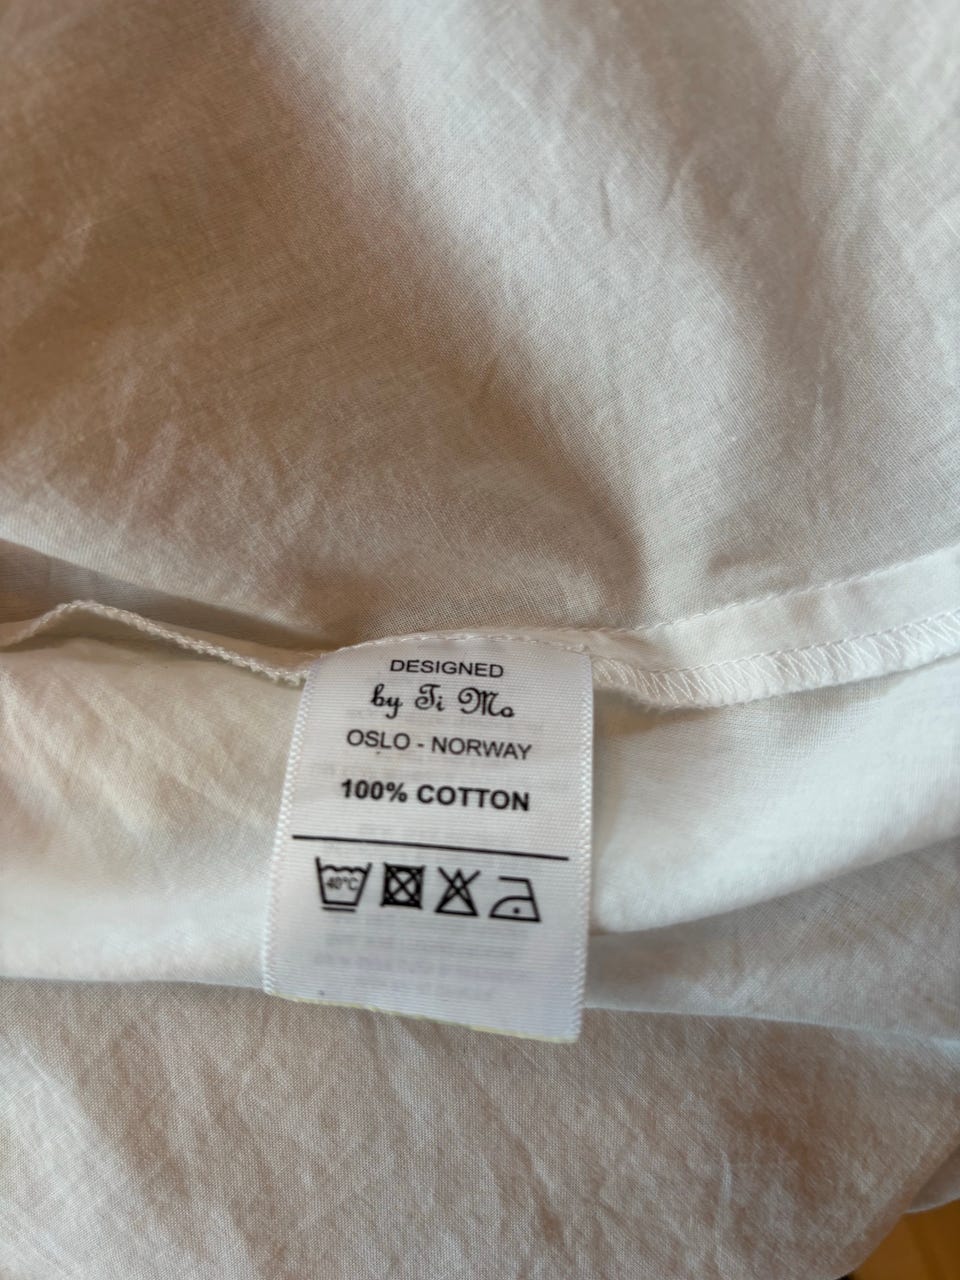 DESIGNED
by Ti Mo
OSLO - NORWAY
100% COTTON
40°C